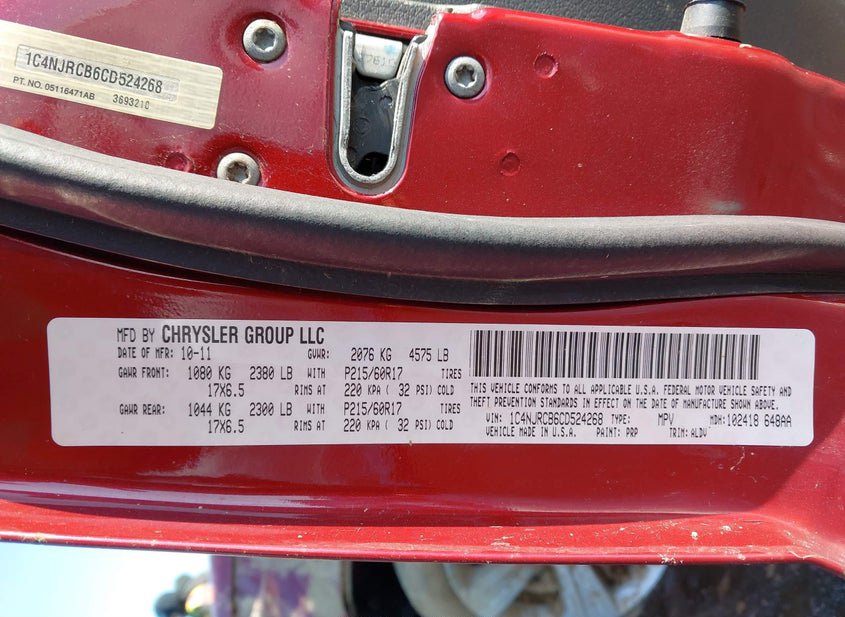 1C4NJRCB6CD524268
PT. NO. 05116471AB 3693210
MFD BY CHRYSLER GROUP LLC
DATE OF MFR: 10-11 GVWR: 2076 KG 4575 LB
GAWR FRONT: 1080 KG 2380 LB WITH P215/60R17 TIRES
17X6.5 RIMS AT 220 KPA ( 32 PSI) COLD
GAWR REAR: 1044 KG 2300 LB WITH P215/60R17 TIRES
17X6.5 RIMS AT 220 KPA ( 32 PSI) COLD
THIS VEHICLE CONFORMS TO ALL APPLICABLE U.S.A. FEDERAL MOTOR VEHICLE SAFETY AND
THEFT PREVENTION STANDARDS IN EFFECT ON THE DATE OF MANUFACTURE SHOWN ABOVE.
VIN: 1C4NJRCB6CD524268 TYPE: MPV MDH:102418 648AA
VEHICLE MADE IN U.S.A. PAINT: PRP TRIM: ALDV